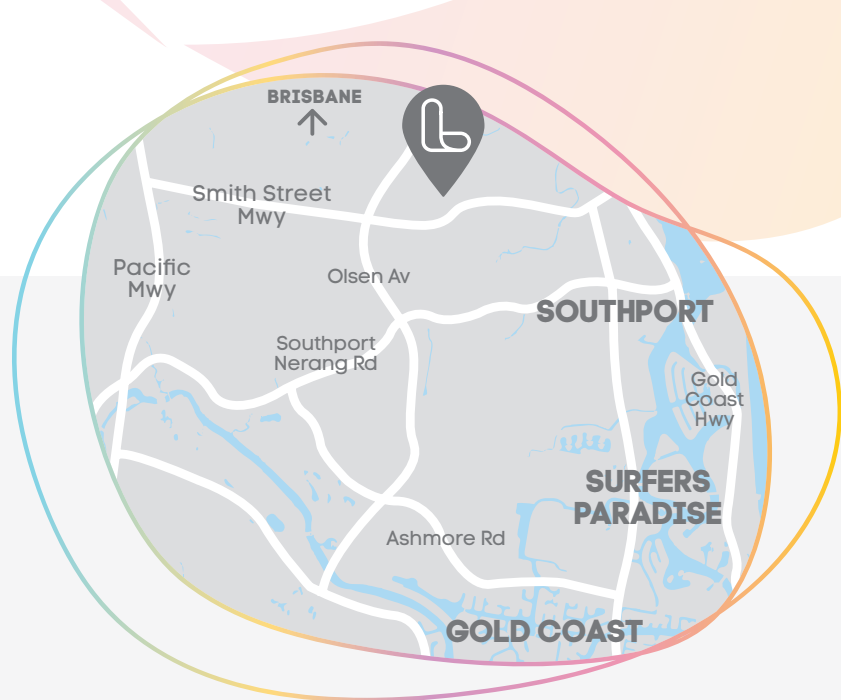 BRISBANE
Smith Street
Mwy
Pacific
Mwy
Olsen Av
SOUTHPORT
Southport
Nerang Rd
Gold
Coast
Hwy
SURFERS
PARADISE
Ashmore Rd
GOLD COAST